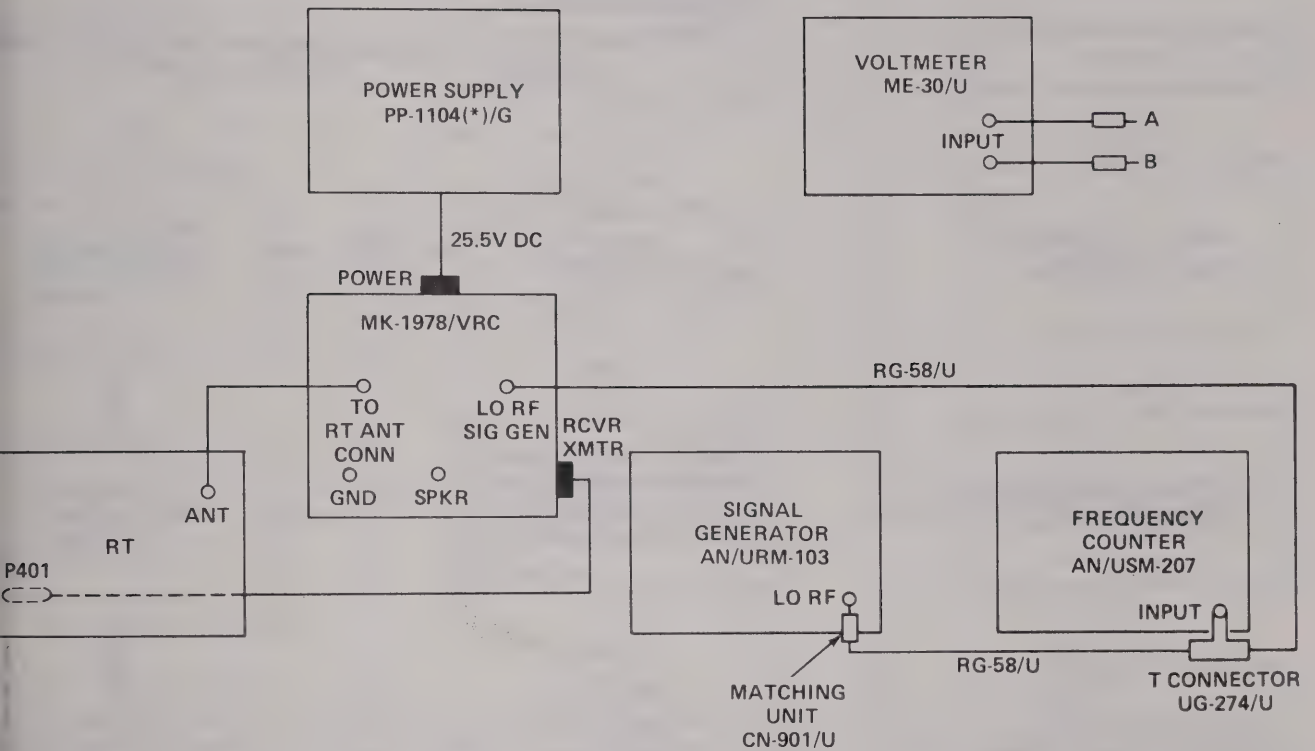 POWER SUPPLY
PP-1104(*)/G
VOLTMETER
ME-30/U
INPUT
A
B
25.5V DC
POWER
MK-1978/VRC
TO
RT ANT
CONN
LO RF
SIG GEN
RCVR
XMTR
GND
SPKR
RG-58/U
ANT
RT
P401
SIGNAL
GENERATOR
AN/URM-103
LO RF
FREQUENCY
COUNTER
AN/USM-207
INPUT
RG-58/U
MATCHING
UNIT
CN-901/U
T CONNECTOR
UG-274/U